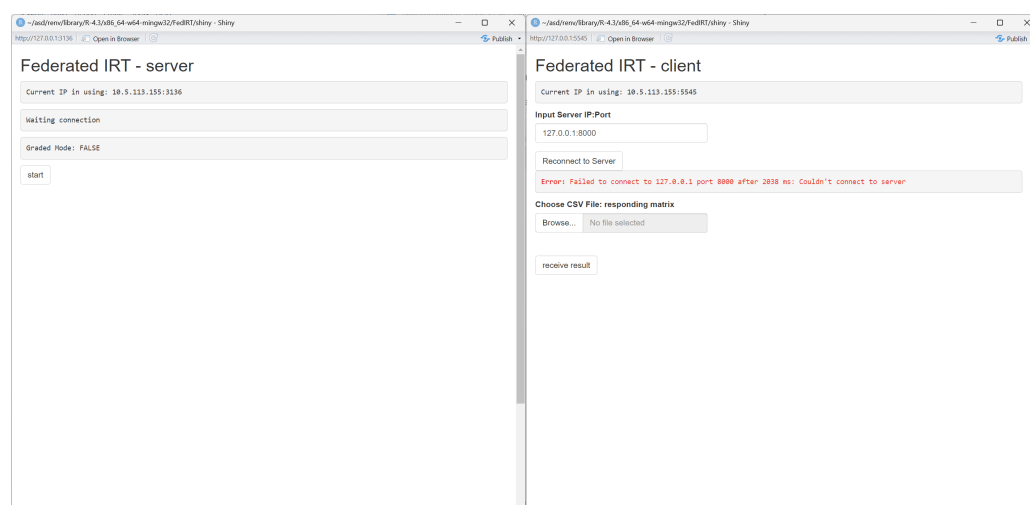 ~/asd/renv/library/R-4.3/x86_64-w64-mingw32/FedIRT/shiny - Shiny
http://127.0.0.1:3136 Open in Browser Publish
Federated IRT - server
Current IP in using: 10.5.113.155:3136
Waiting connection
Graded Mode: FALSE
start
~/asd/renv/library/R-4.3/x86_64-w64-mingw32/FedIRT/shiny - Shiny
http://127.0.0.1:5545 Open in Browser Publish
Federated IRT - client
Current IP in using: 10.5.113.155:5545
Input Server IP:Port
127.0.0.1:8000
Reconnect to Server
Error: Failed to connect to 127.0.0.1 port 8000 after 2038 ms: Couldn't connect to server
Choose CSV File: responding matrix
Browse... No file selected
receive result